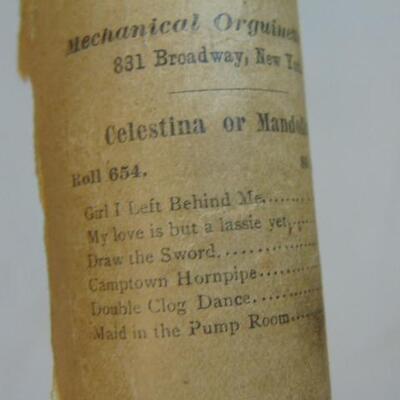 Mechanical Orguine
831 Broadway, New Yo
Celestina or Mando
Roll 654.
Girl I Left Behind Me..........
My love is but a lassie yet,......
Draw the Sword..............
Camptown Hornpipe..........
Double Clog Dance..........
Maid in the Pump Room.....